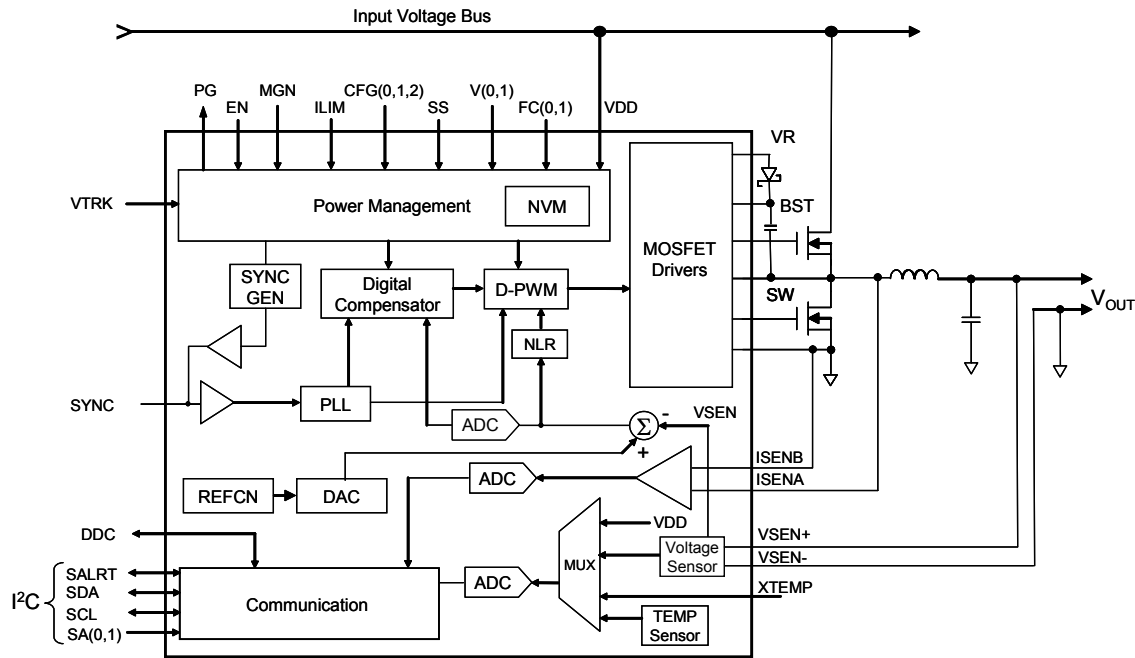 Input Voltage Bus
PG
EN
MGN
ILIM
CFG(0,1,2)
SS
V(0,1)
FC(0,1)
VDD
VR
VTRK
Power Management
NVM
BST
MOSFET
Drivers
SYNC
GEN
Digital
Compensator
D-PWM
SW
VOUT
NLR
SYNC
PLL
ADC
VSEN
Σ
-
+
ISENB
ISENA
REFCN
DAC
ADC
DDC
VDD
VSEN+
VSEN-
Voltage
Sensor
MUX
I²C
SALRT
SDA
SCL
SA(0,1)
Communication
ADC
XTEMP
TEMP
Sensor